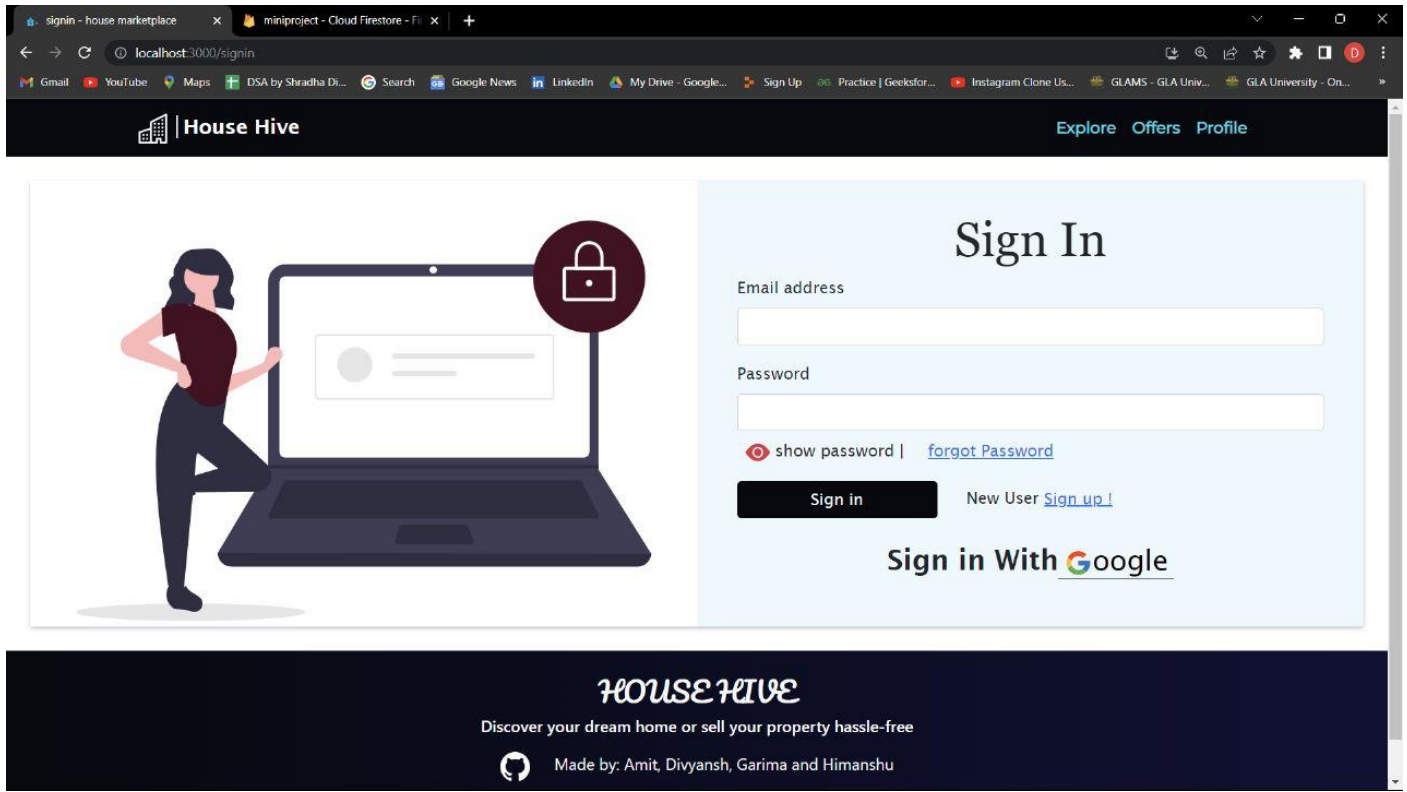 signin - house marketplace
miniproject - Cloud Firestore - Fi
localhost:3000/signin
D
Gmail YouTube Maps DSA by Shradha Di... Search Google News LinkedIn My Drive - Google... Sign Up Practice | Geeksfor... Instagram Clone Us... GLAMS - GLA Univ... GLA University - On... »
House Hive
Explore Offers Profile
Sign In
Email address
Password
show password | forgot Password
Sign in New User Sign up !
Sign in With Google
HOUSE HIVE
Discover your dream home or sell your property hassle-free
Made by: Amit, Divyansh, Garima and Himanshu